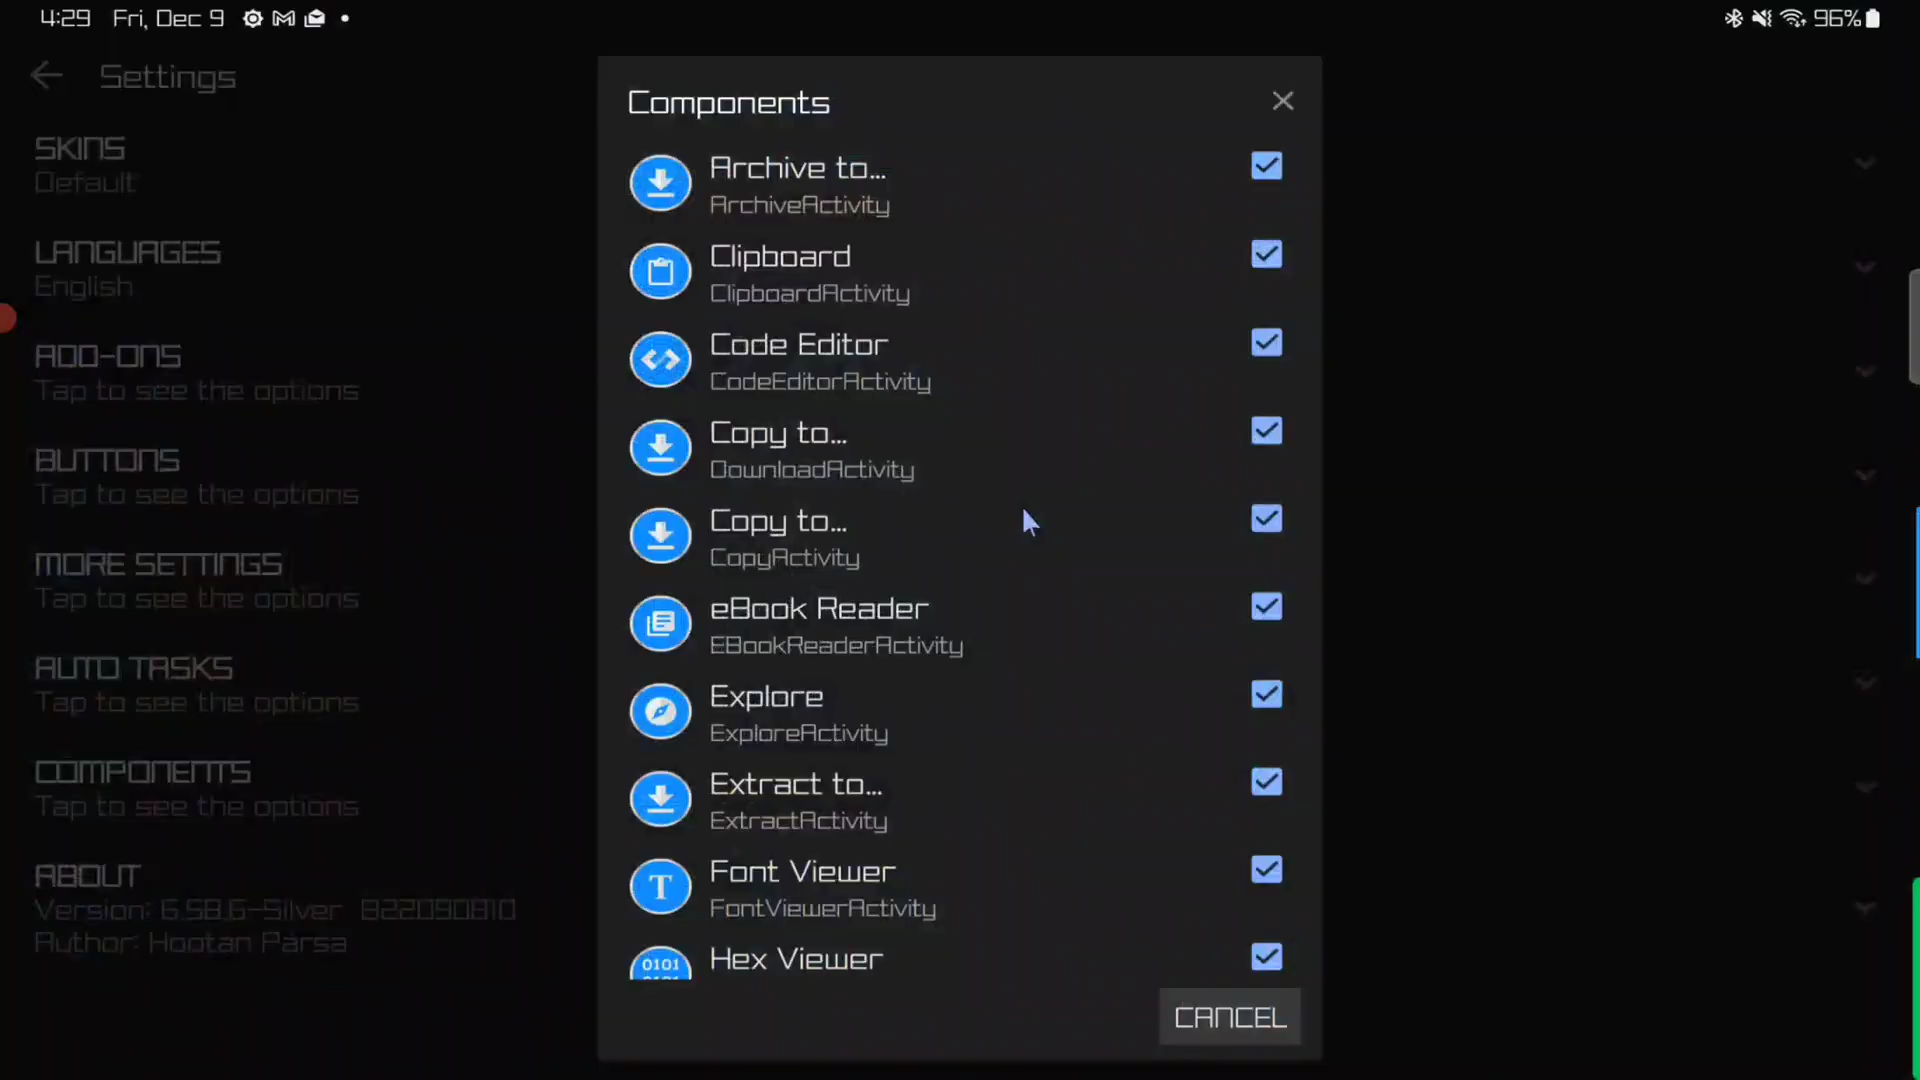 4:29 Fri, Dec 9
96%
Settings
SKINS
Default
LANGUAGES
English
ADD-ONS
Tap to see the options
BUTTONS
Tap to see the options
MORE SETTINGS
Tap to see the options
AUTO TASKS
Tap to see the options
COMPONENTS
Tap to see the options
ABOUT
Version: 6.58.6-Silver B22090810
Author: Hootan Parsa
Components
Archive to...
ArchiveActivity
Clipboard
ClipboardActivity
Code Editor
CodeEditorActivity
Copy to...
DownloadActivity
Copy to...
CopyActivity
eBook Reader
EBookReaderActivity
Explore
ExploreActivity
Extract to...
ExtractActivity
T
Font Viewer
FontViewerActivity
0101
Hex Viewer
CANCEL